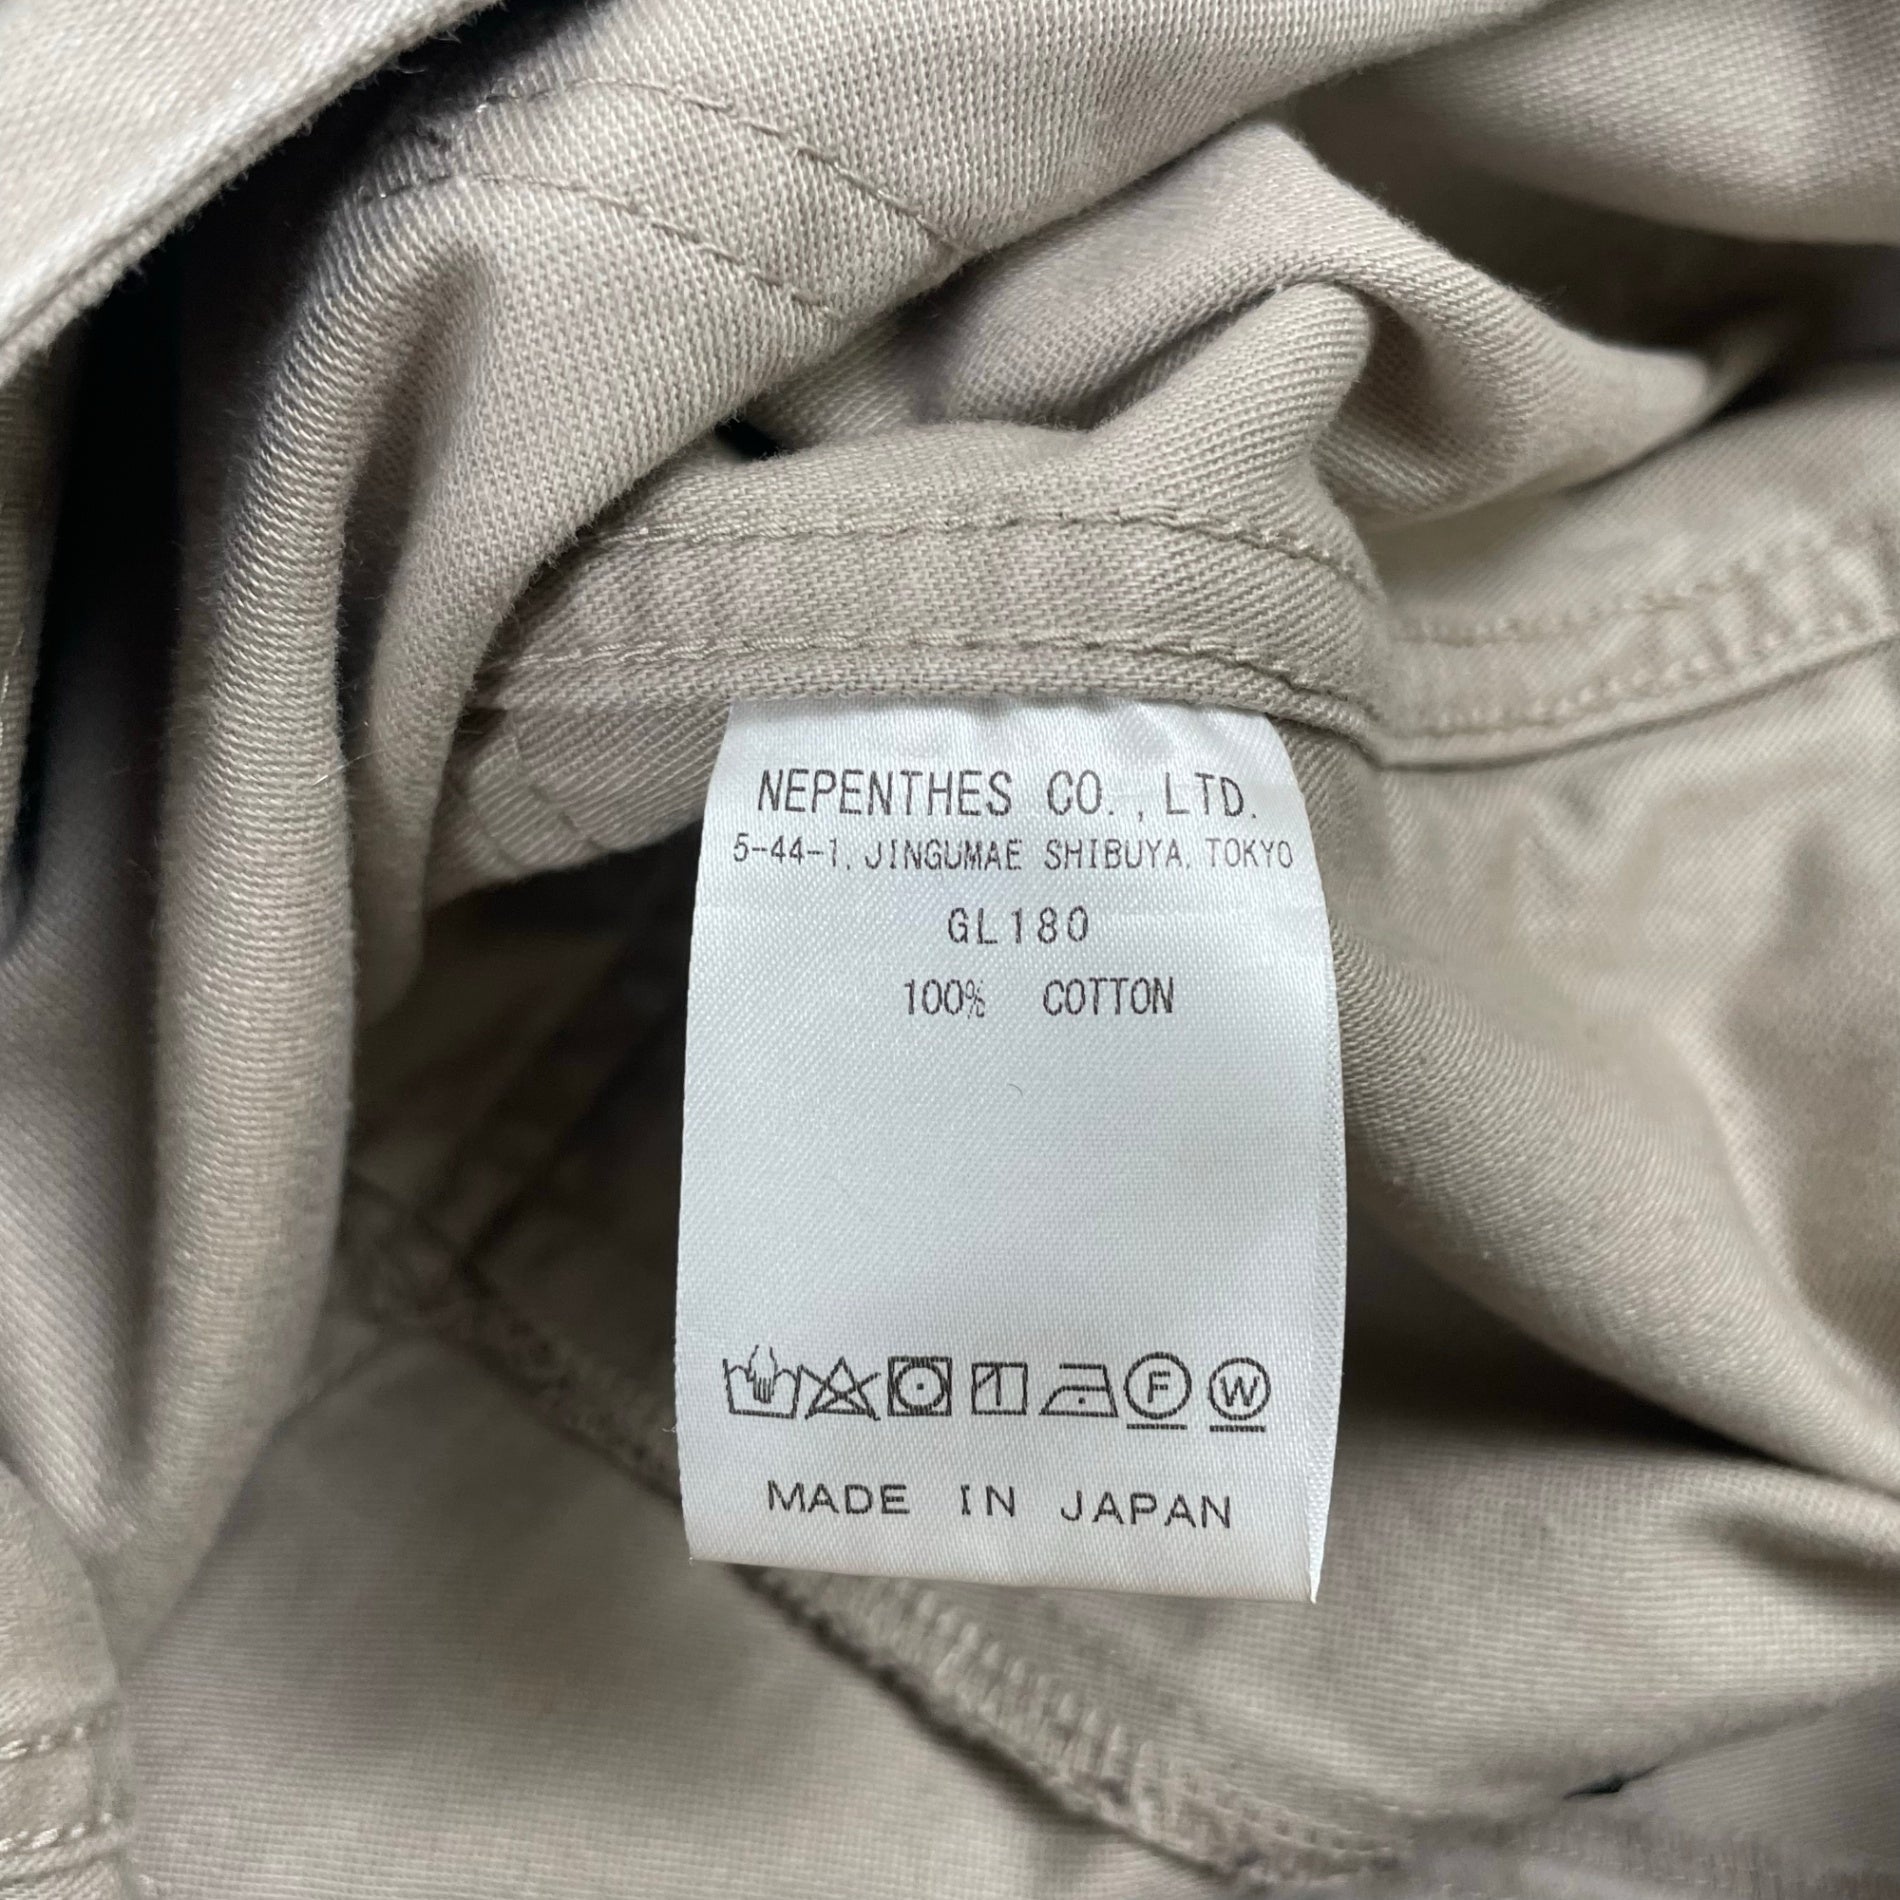 NEPENTHES CO.,LTD.
5-44-1, JINGUMAE SHIBUYA, TOKYO
GL180
100% COTTON
F W
MADE IN JAPAN